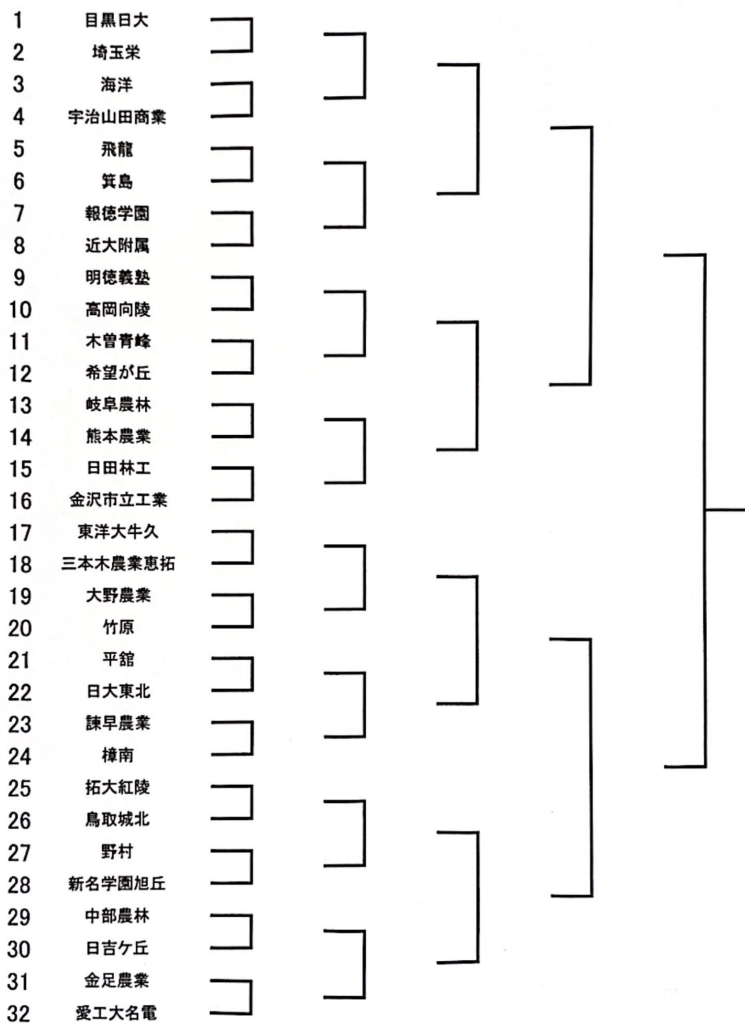 1 目黒日大
2 埼玉栄
3 海洋
4 宇治山田商業
5 飛龍
6 箕島
7 報徳学園
8 近大附属
9 明徳義塾
10 高岡向陵
11 木曽青峰
12 希望が丘
13 岐阜農林
14 熊本農業
15 日田林工
16 金沢市立工業
17 東洋大牛久
18 三本木農業恵拓
19 大野農業
20 竹原
21 平舘
22 日大東北
23 諫早農業
24 樟南
25 拓大紅陵
26 鳥取城北
27 野村
28 新名学園旭丘
29 中部農林
30 日吉ケ丘
31 金足農業
32 愛工大名電